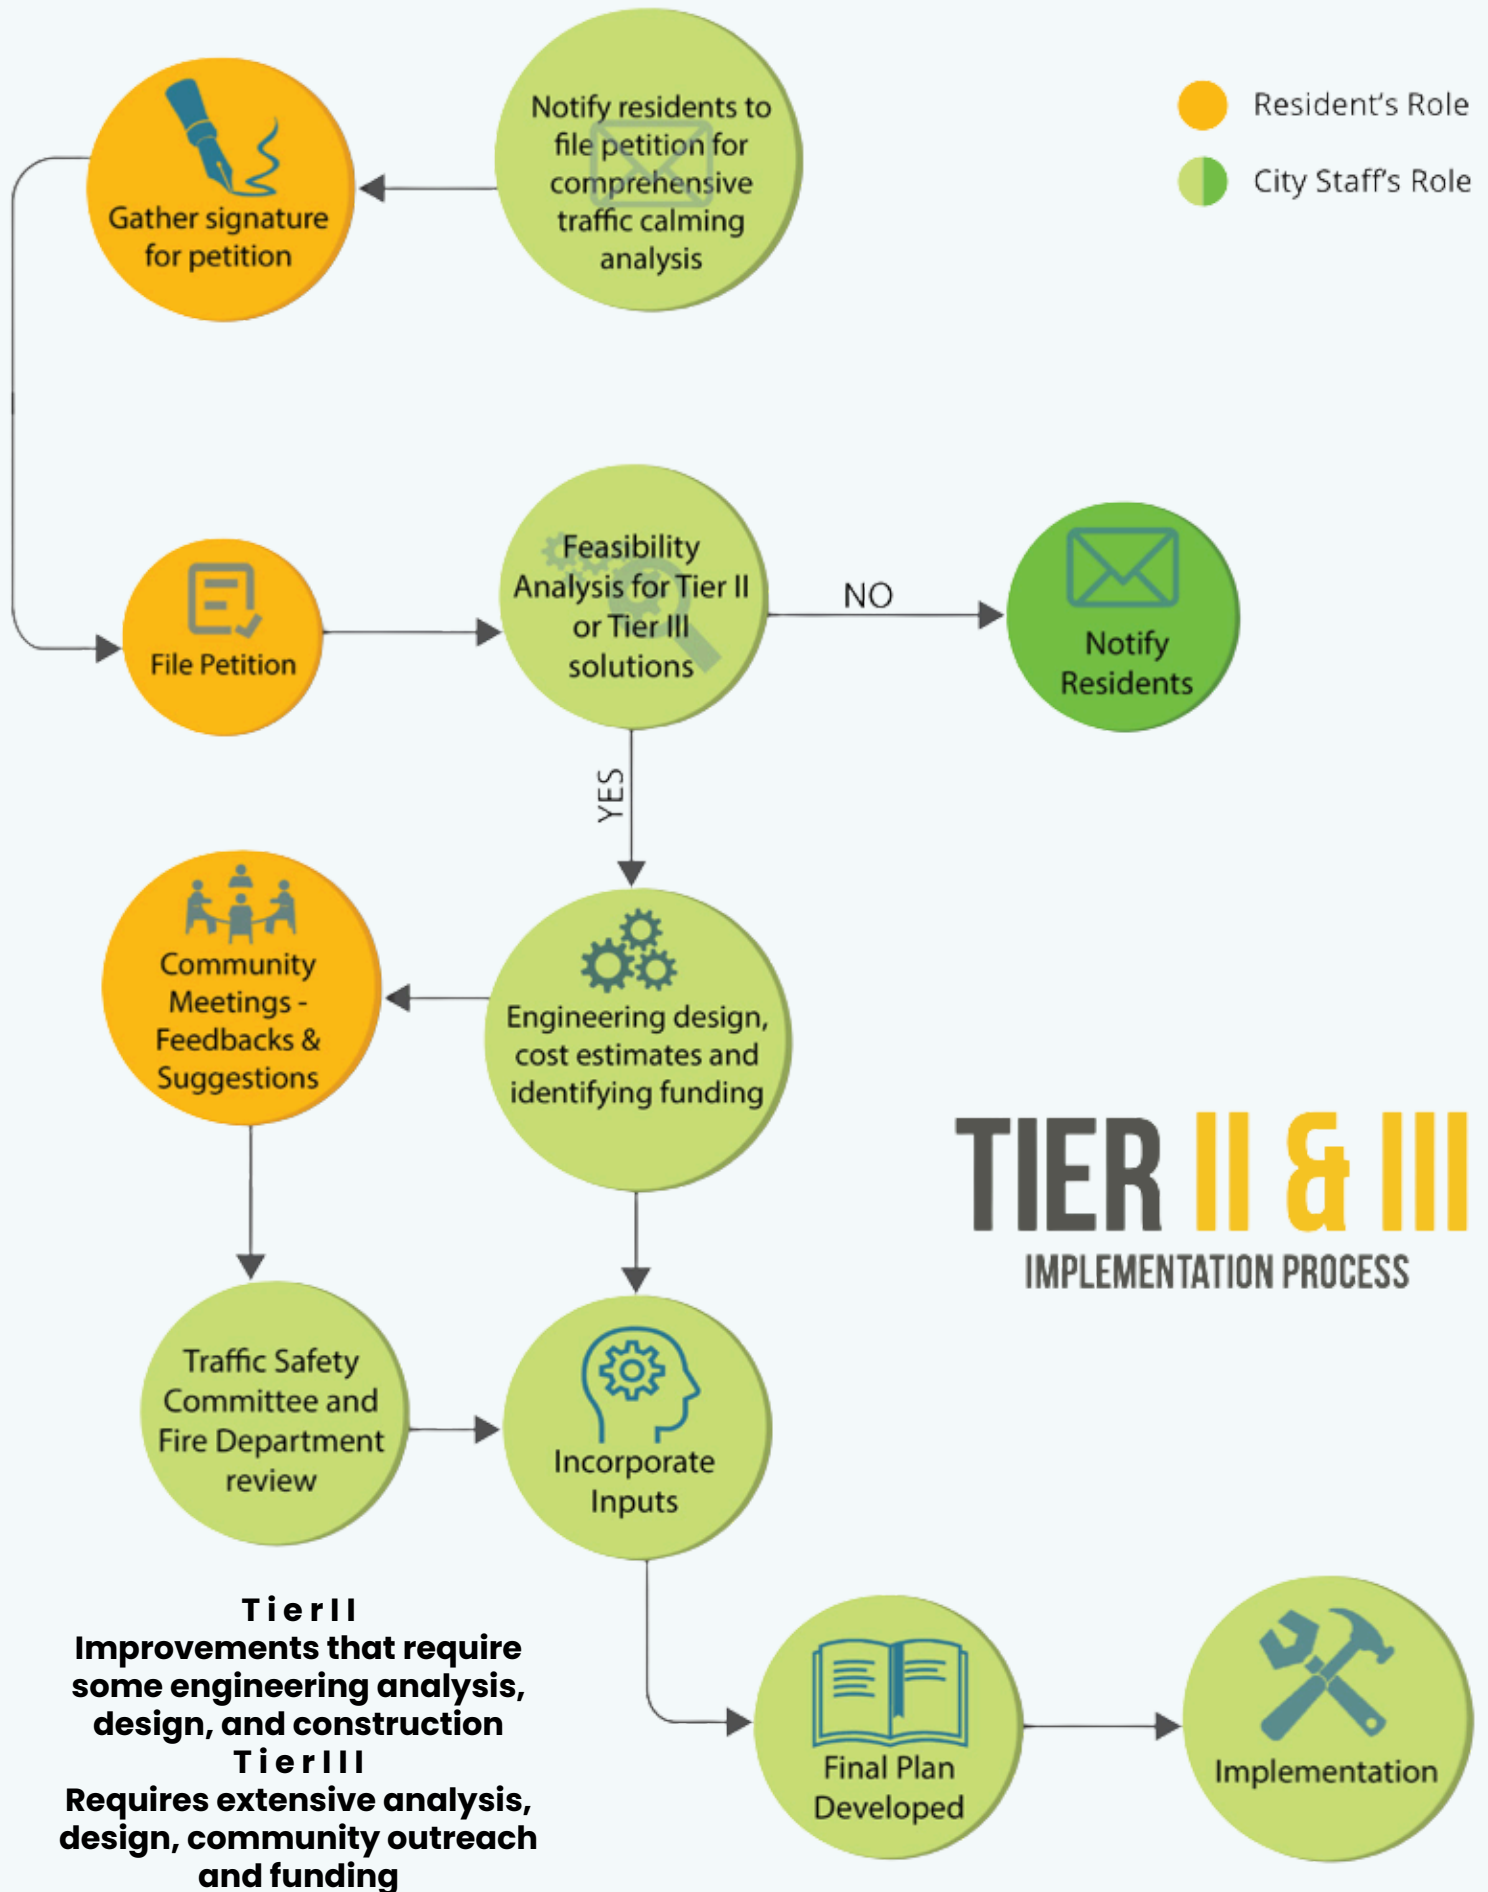 Notify residents to
file petition for
comprehensive
traffic calming
analysis
Resident's Role
City Staff's Role
Gather signature
for petition
File Petition
Feasibility
Analysis for Tier II
or Tier III
solutions
NO
Notify
Residents
YES
Community
Meetings -
Feedbacks &
Suggestions
Engineering design,
cost estimates and
identifying funding
TIER II & III
IMPLEMENTATION PROCESS
Traffic Safety
Committee and
Fire Department
review
Incorporate
Inputs
Final Plan
Developed
Implementation
Tier II
Improvements that require
some engineering analysis,
design, and construction
Tier III
Requires extensive analysis,
design, community outreach
and funding